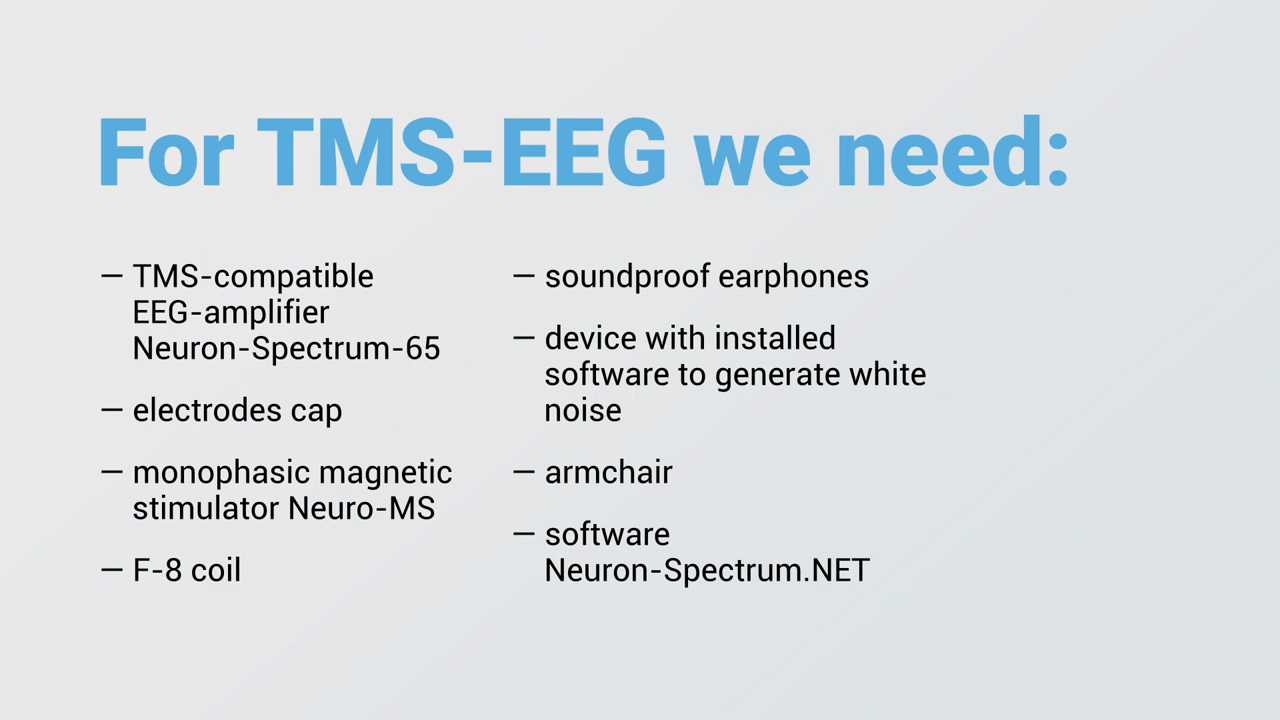 For TMS-EEG we need:
— TMS-compatible
EEG-amplifier
Neuron-Spectrum-65
— electrodes cap
— monophasic magnetic
stimulator Neuro-MS
— F-8 coil
— soundproof earphones
— device with installed
software to generate white
noise
— armchair
— software
Neuron-Spectrum.NET